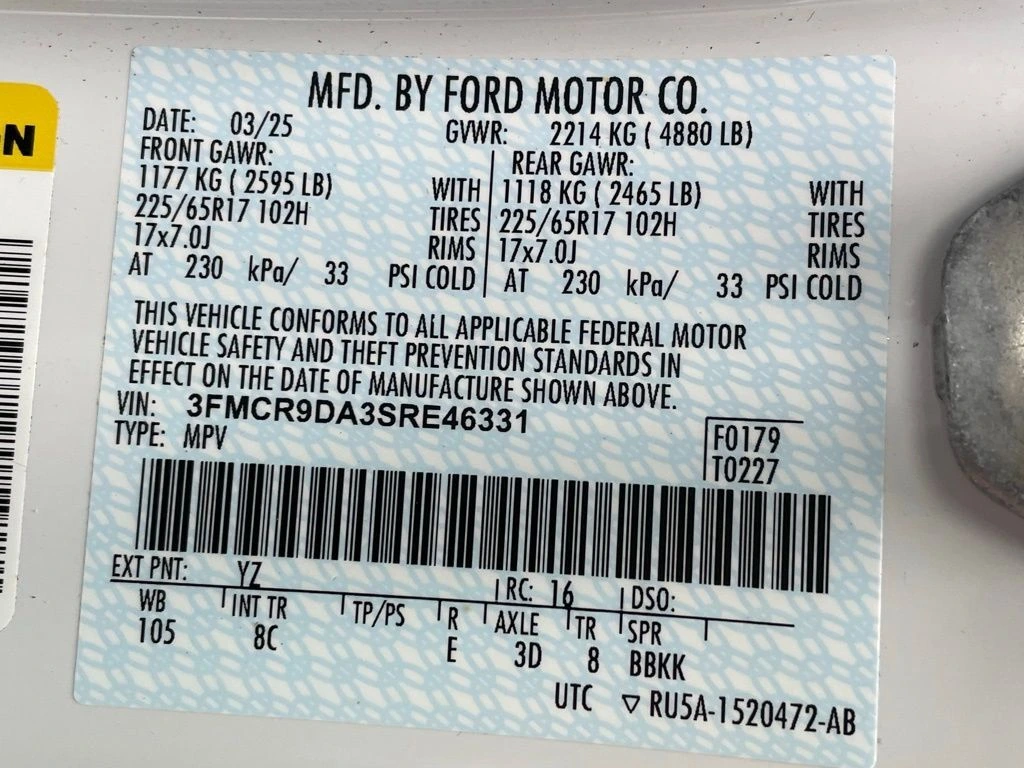 N
MFD. BY FORD MOTOR CO.
DATE: 03/25 GVWR: 2214 KG ( 4880 LB)
FRONT GAWR: REAR GAWR:
1177 KG ( 2595 LB) WITH 1118 KG ( 2465 LB) WITH
225/65R17 102H TIRES 225/65R17 102H TIRES
17x7.0J RIMS 17x7.0J RIMS
AT 230 kPa/ 33 PSI COLD AT 230 kPa/ 33 PSI COLD
THIS VEHICLE CONFORMS TO ALL APPLICABLE FEDERAL MOTOR
VEHICLE SAFETY AND THEFT PREVENTION STANDARDS IN
EFFECT ON THE DATE OF MANUFACTURE SHOWN ABOVE.
VIN: 3FMCR9DA3SRE46331
TYPE: MPV F0179
T0227
EXT PNT: YZ RC: 16 DSO:
WB INT TR TP/PS R AXLE TR SPR
105 8C E 3D 8 BBKK
UTC ▽ RU5A-1520472-AB